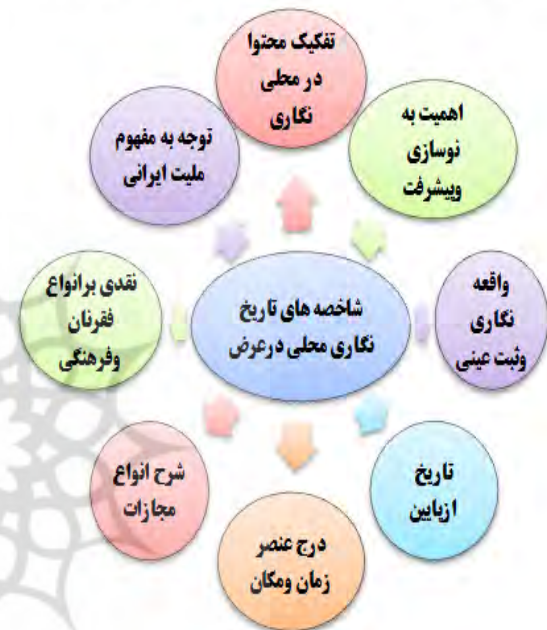 تفکیک محتوا
در محلی
نگاری
اهمیت به
نوسازی
وپیشرفت
واقعه
نگاری
وثبت عینی
تاریخ
ازپایین
درج عنصر
زمان ومکان
شرح انواع
مجازات
نقدی برانواع
فقرنان
وفرهنگی
توجه به مفهوم
ملیت ایرانی
شاخصه های تاریخ
نگاری محلی درعرض